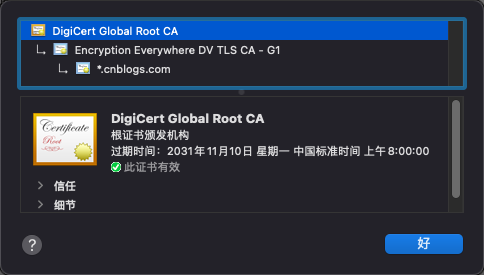 DigiCert Global Root CA
Encryption Everywhere DV TLS CA - G1
*.cnblogs.com
Certificate
Root
DigiCert Global Root CA
根证书颁发机构
过期时间：2031年11月10日 星期一 中国标准时间 上午8:00:00
此证书有效
信任
细节
?
好